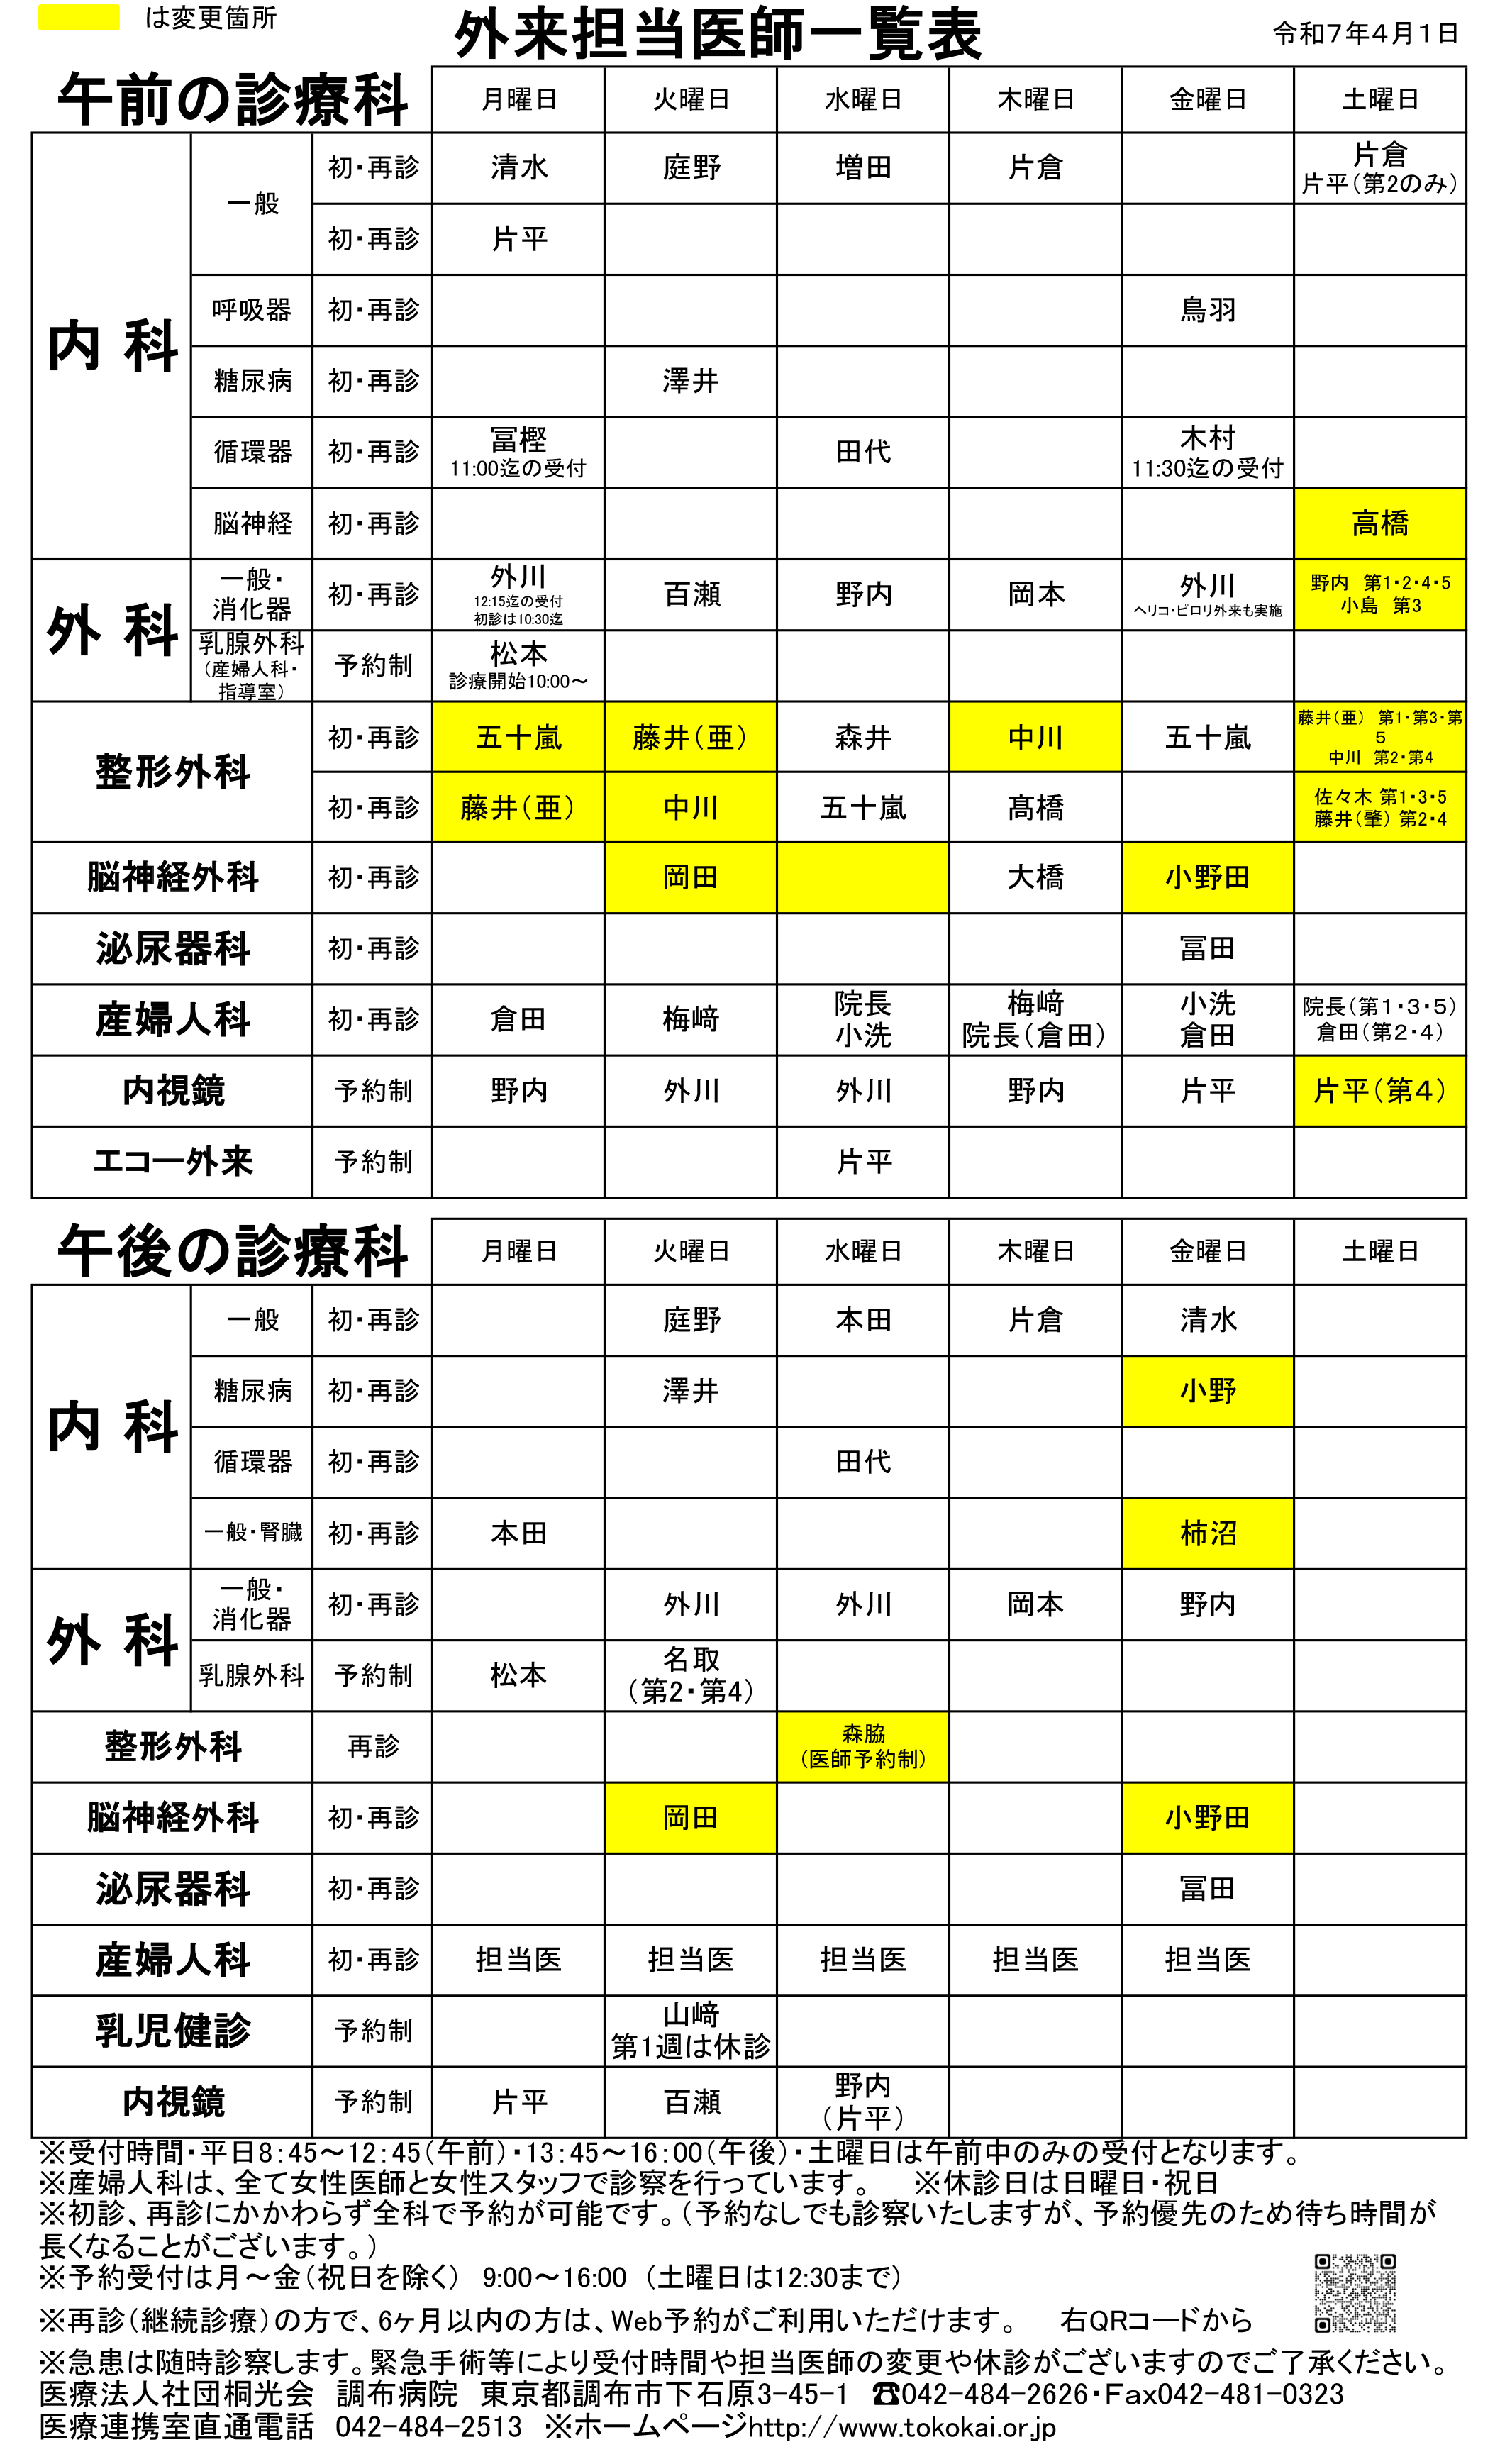 は変更箇所
外来担当医師一覧表
令和7年4月1日
午前の診療科 月曜日 火曜日 水曜日 木曜日 金曜日 土曜日
内 科
一般 初・再診 清水 庭野 増田 片倉 片倉
片平(第2のみ)
初・再診 片平
呼吸器 初・再診 鳥羽
糖尿病 初・再診 澤井
循環器 初・再診 冨樫 田代 木村
11:00迄の受付 11:30迄の受付
脳神経 初・再診 高橋
外 科
一般・
消化器 初・再診 外川 百瀬 野内 岡本 外川 野内 第1・2・4・5
12:15迄の受付 ヘリコ・ピロリ外来も実施 小島 第3
初診は10:30迄
乳腺外科
(産婦人科・
指導室) 予約制 松本
診療開始10:00～
整形外科
初・再診 五十嵐 藤井(亜) 森井 中川 五十嵐 藤井(亜) 第1・第3・第
5
中川 第2・第4
初・再診 藤井(亜) 中川 五十嵐 髙橋 佐々木 第1・3・5
藤井(肇) 第2・4
脳神経外科 初・再診 岡田 大橋 小野田
泌尿器科 初・再診 冨田
産婦人科 初・再診 倉田 梅﨑 院長 梅﨑 小洗 院長(第1・3・5)
小洗 院長(倉田) 倉田 倉田(第2・4)
内視鏡 予約制 野内 外川 外川 野内 片平 片平(第4)
エコー外来 予約制 片平
午後の診療科 月曜日 火曜日 水曜日 木曜日 金曜日 土曜日
内 科
一般 初・再診 庭野 本田 片倉 清水
糖尿病 初・再診 澤井 小野
循環器 初・再診 田代
一般・腎臓 初・再診 本田 柿沼
外 科
一般・
消化器 初・再診 外川 外川 岡本 野内
乳腺外科 予約制 松本 名取
(第2・第4)
整形外科 再診 森脇
(医師予約制)
脳神経外科 初・再診 岡田 小野田
泌尿器科 初・再診 冨田
産婦人科 初・再診 担当医 担当医 担当医 担当医 担当医
乳児健診 予約制 山﨑
第1週は休診
内視鏡 予約制 片平 百瀬 野内
(片平)
※受付時間・平日8:45～12:45(午前)・13:45～16:00(午後)・土曜日は午前中のみの受付となります。
※産婦人科は、全て女性医師と女性スタッフで診察を行っています。 ※休診日は日曜日・祝日
※初診、再診にかかわらず全科で予約が可能です。(予約なしでも診察いたしますが、予約優先のため待ち時間が
長くなることがございます。)
※予約受付は月～金(祝日を除く) 9:00～16:00 (土曜日は12:30まで)
※再診(継続診療)の方で、6ヶ月以内の方は、Web予約がご利用いただけます。 右QRコードから
※急患は随時診察します。緊急手術等により受付時間や担当医師の変更や休診がございますのでご了承ください。
医療法人社団桐光会 調布病院 東京都調布市下石原3-45-1 ☎042-484-2626・Fax042-481-0323
医療連携室直通電話 042-484-2513 ※ホームページhttp://www.tokokai.or.jp